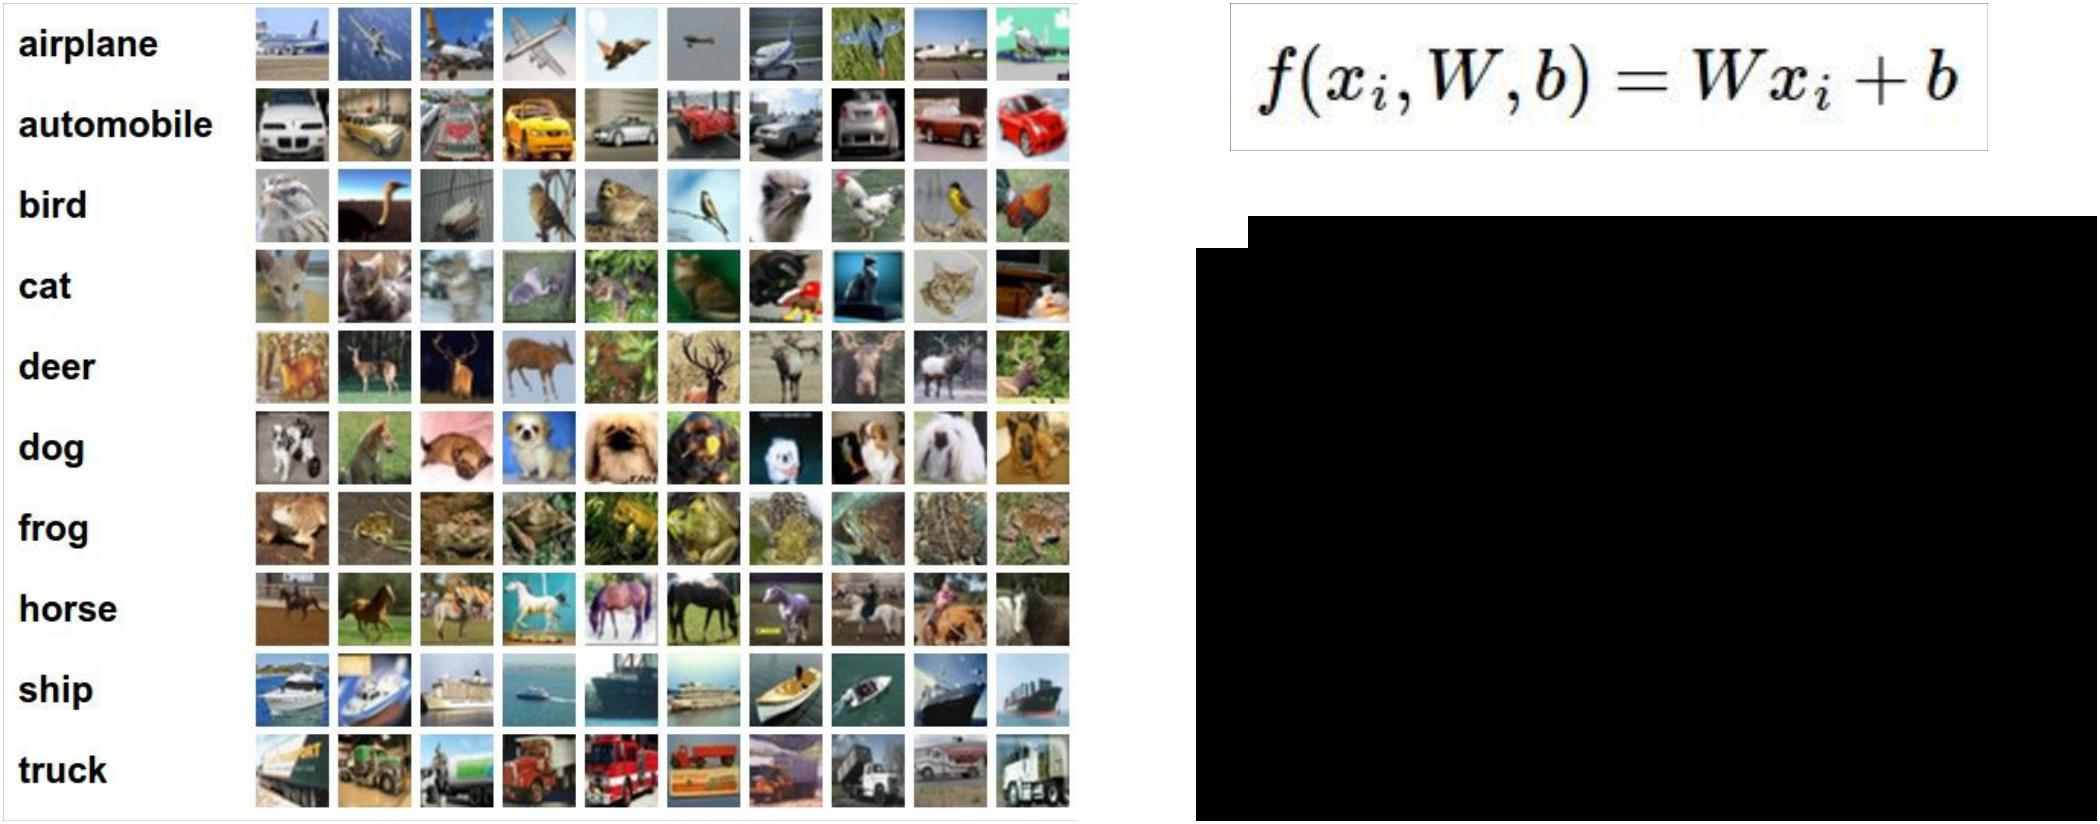 airplane
automobile
bird
cat
deer
dog
frog
horse
ship
truck
f(x_i, W, b) = Wx_i + b